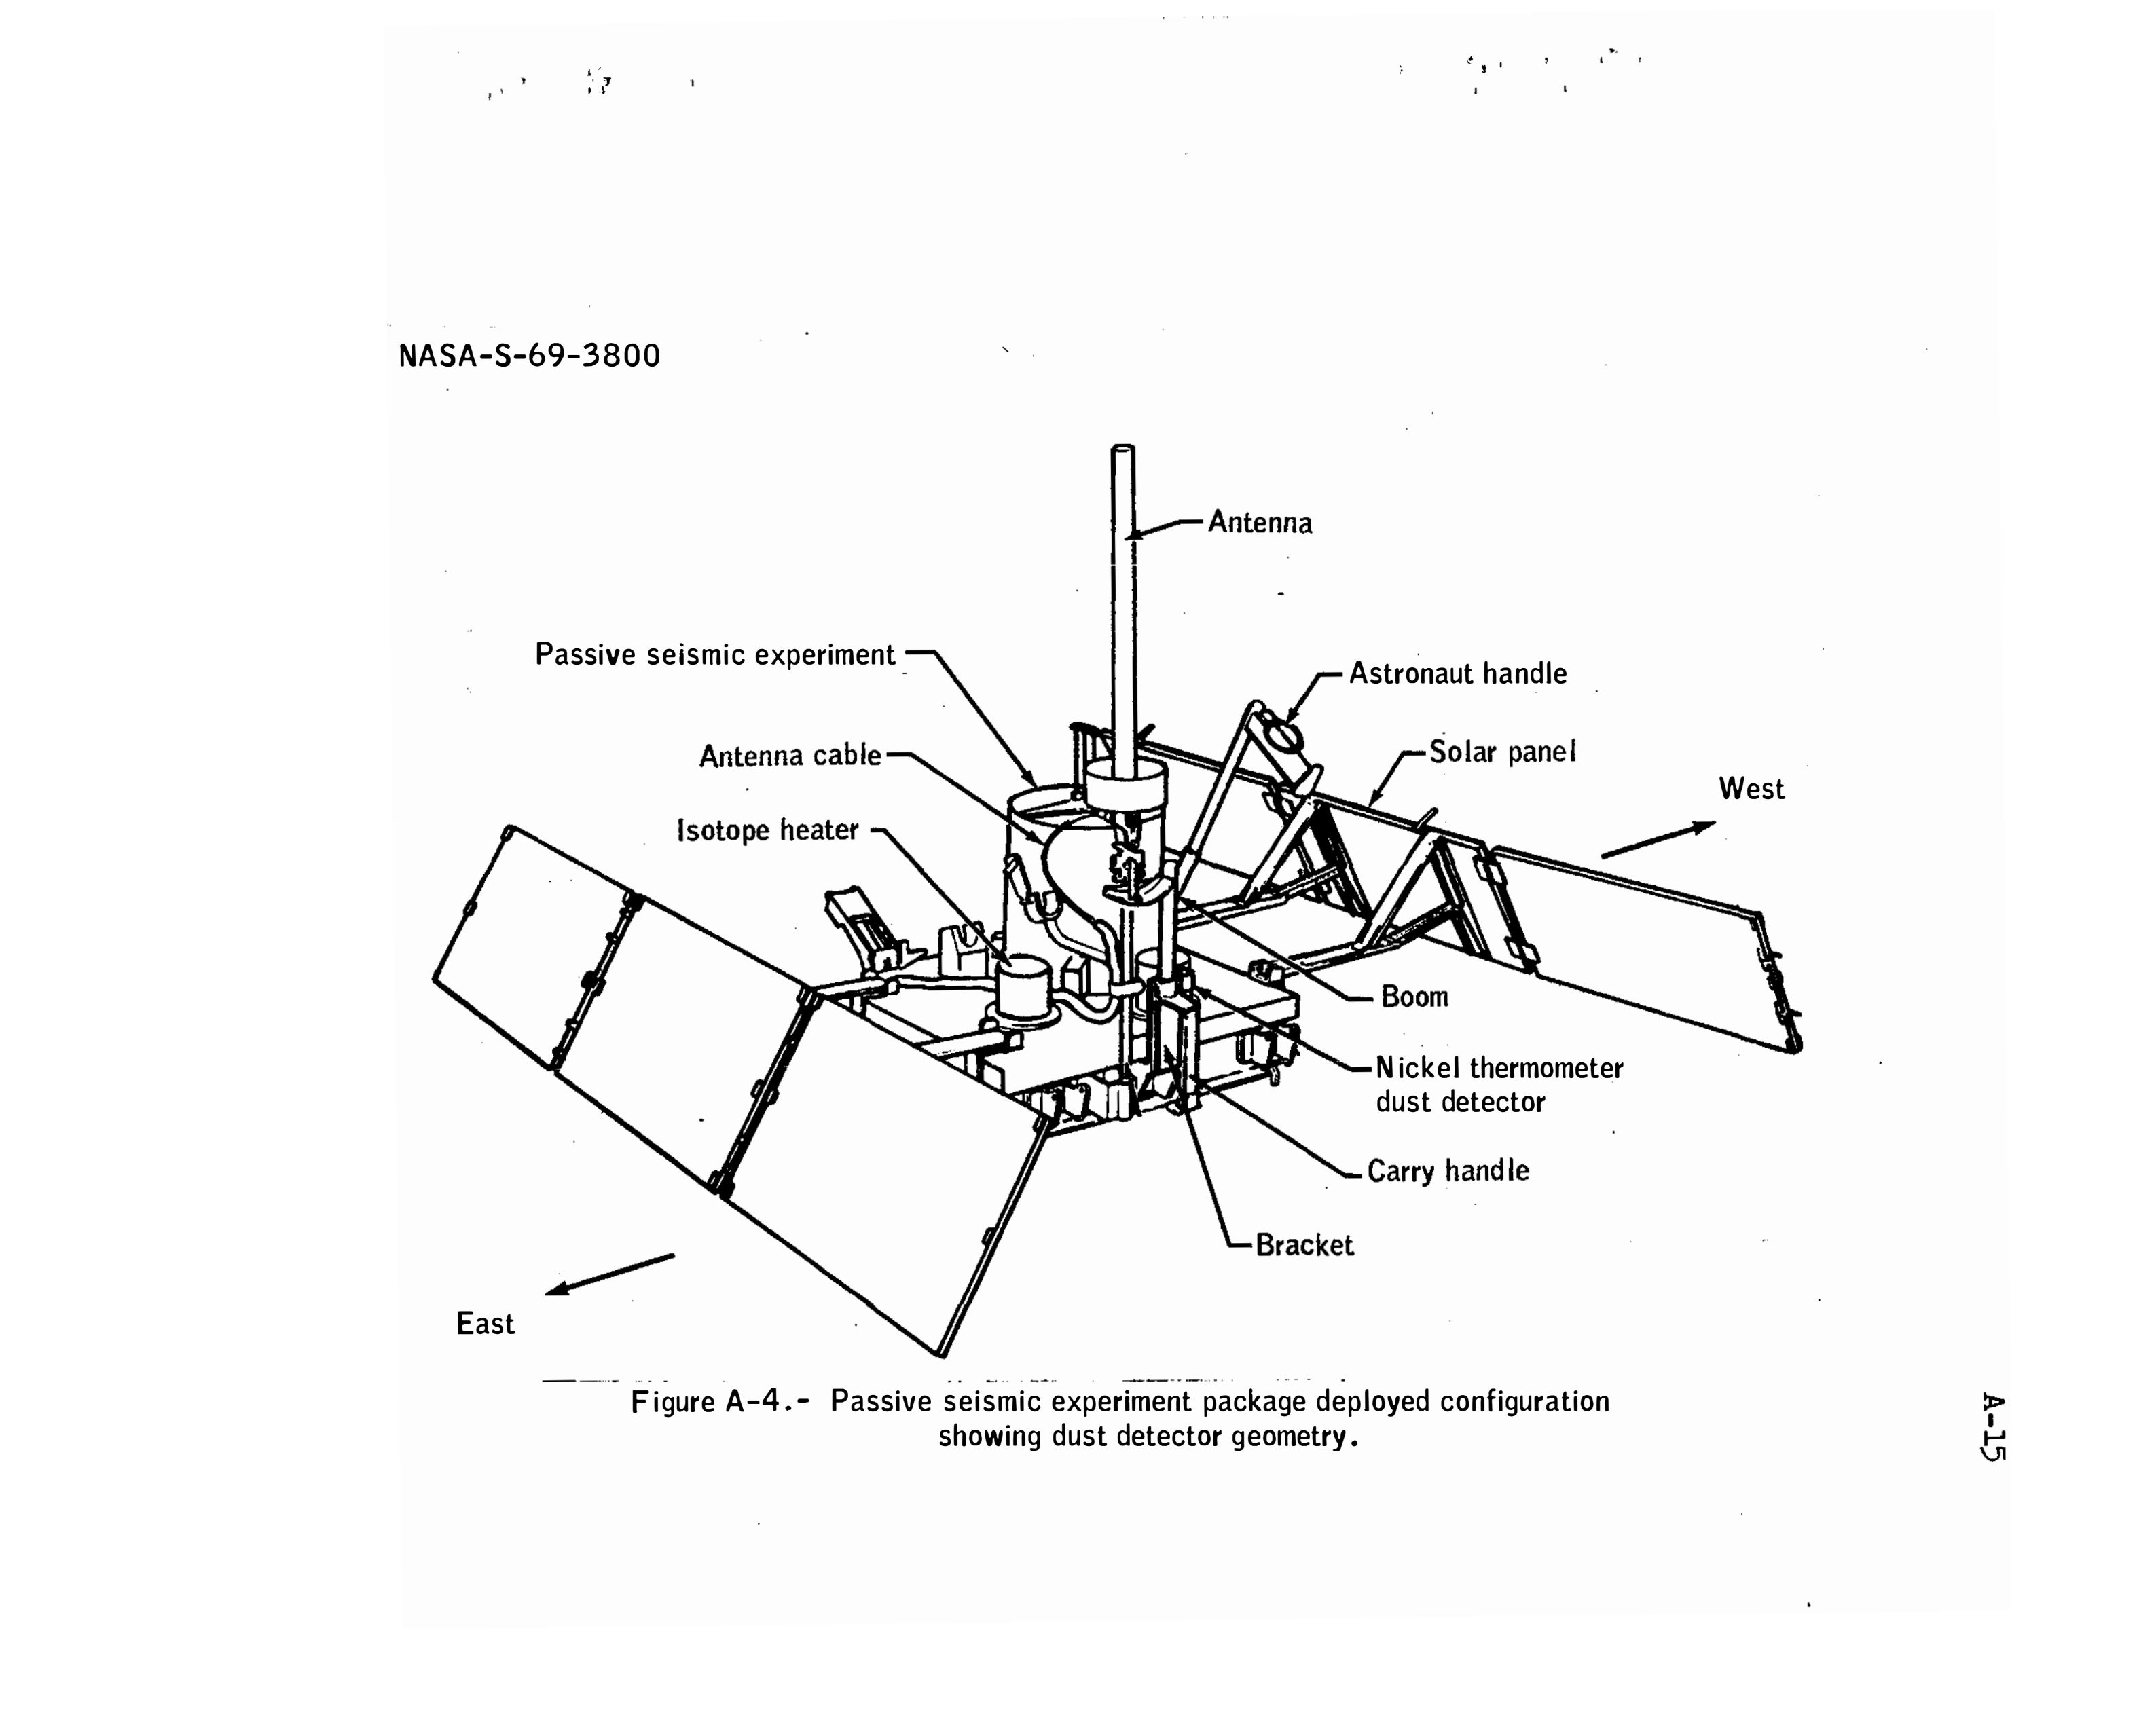 NASA-S-69-3800
Antenna
Passive seismic experiment
Astronaut handle
Antenna cable
Solar panel
West
Isotope heater
Boom
Nickel thermometer
dust detector
Carry handle
Bracket
East
Figure A-4.- Passive seismic experiment package deployed configuration
showing dust detector geometry.
A-15